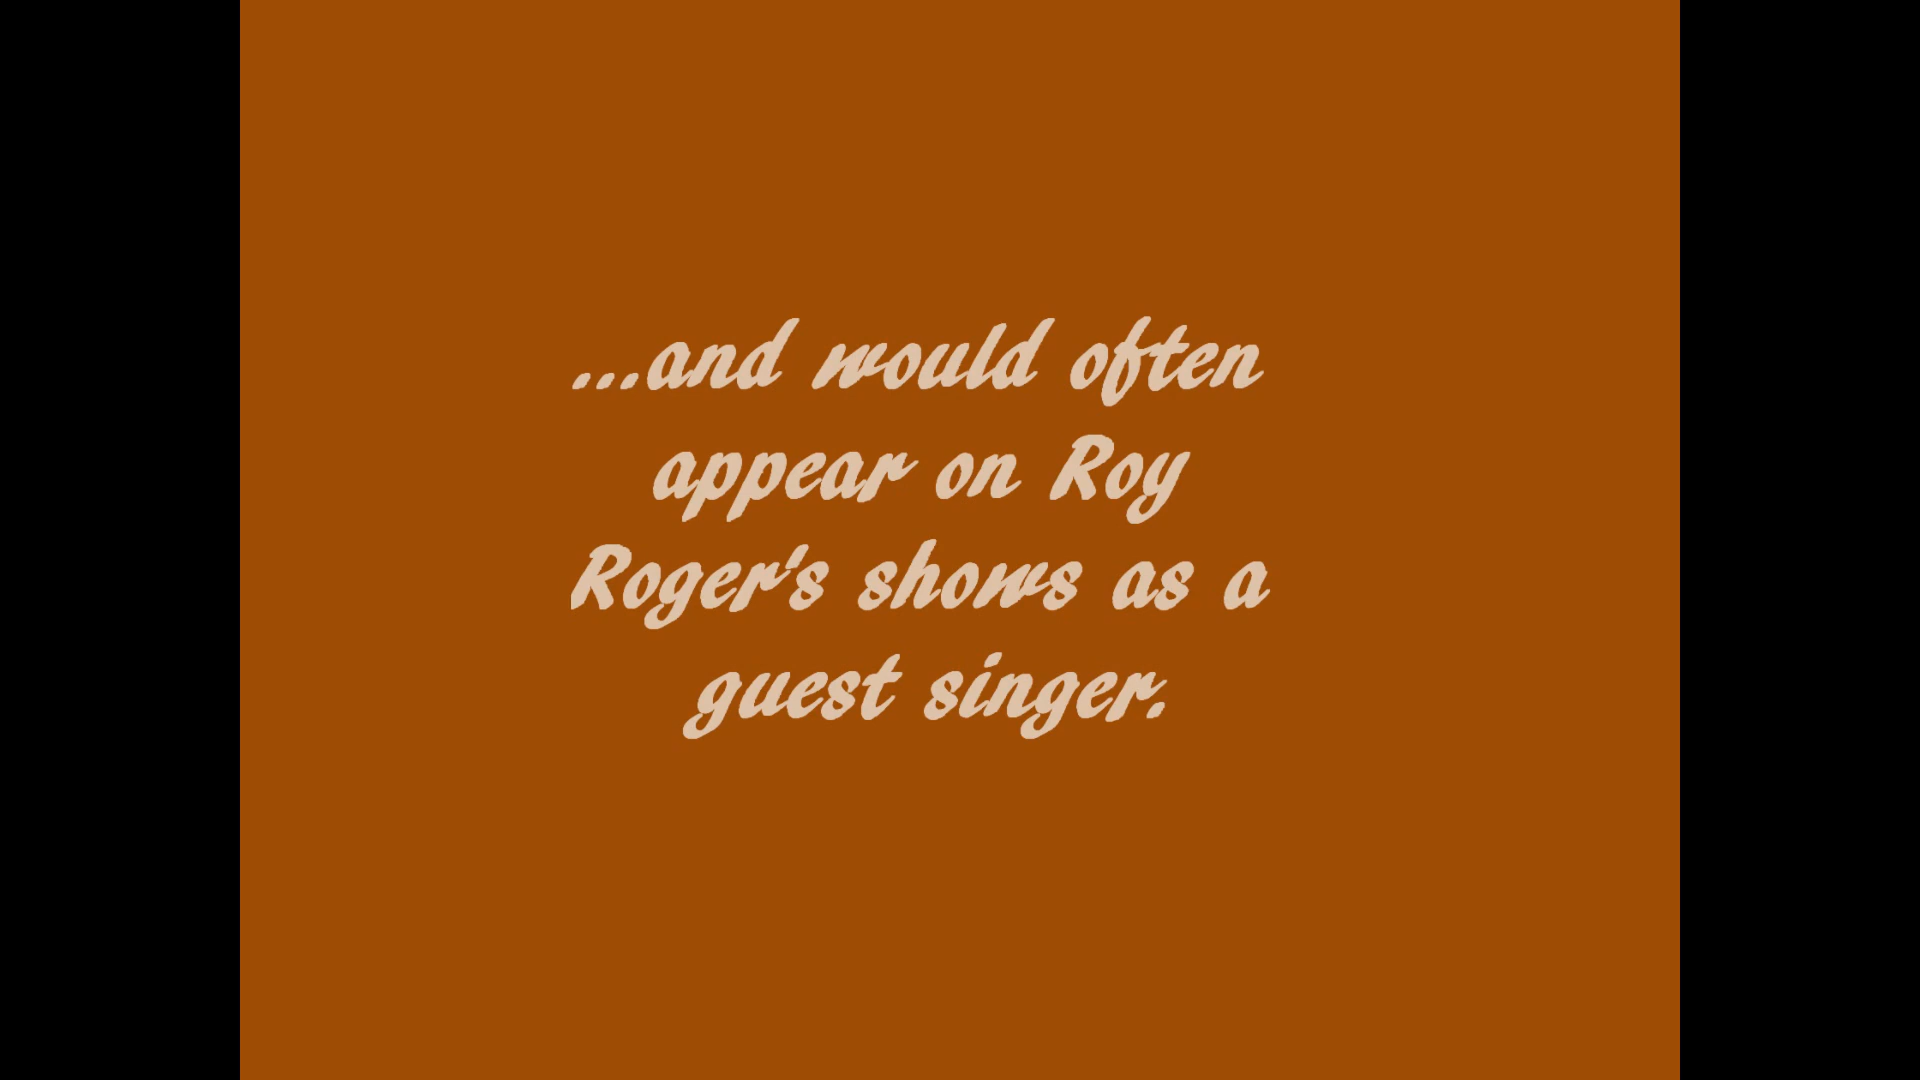 ...and would often
appear on Roy
Roger's shows as a
guest singer.